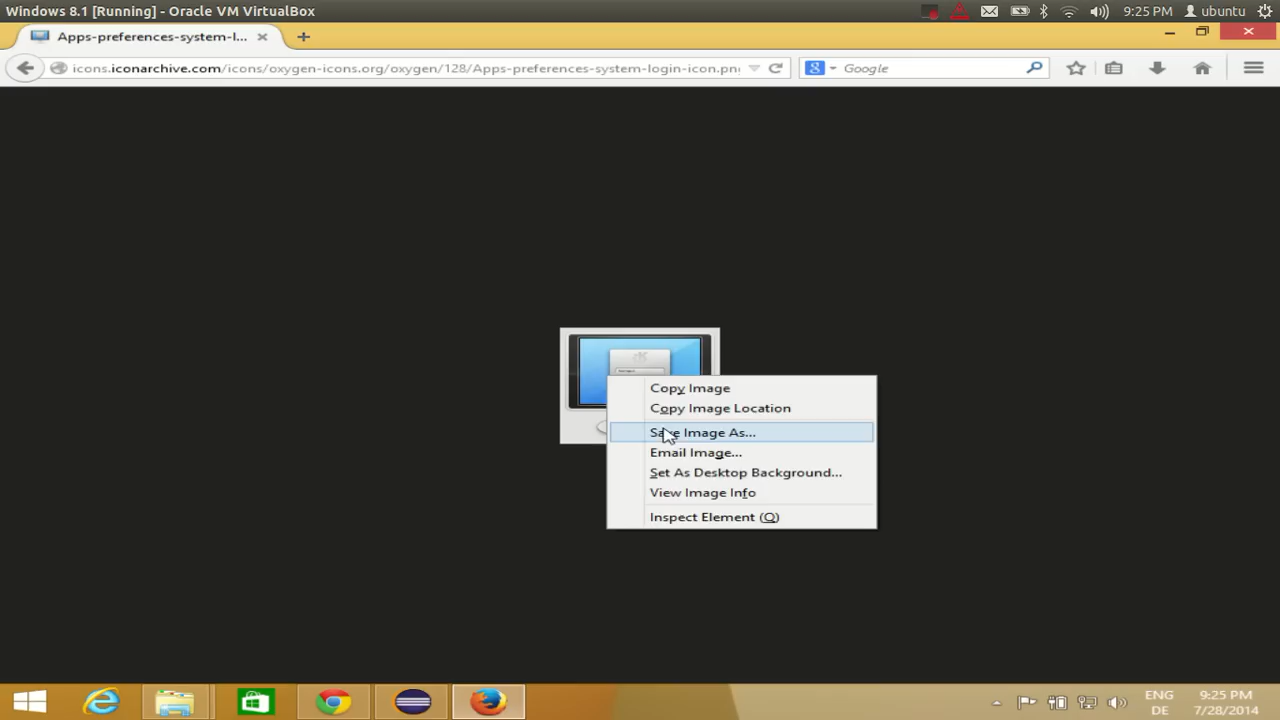 Windows 8.1 [Running] - Oracle VM VirtualBox
9:25 PM
ubuntu
Apps-preferences-system-l...
icons.iconarchive.com/icons/oxygen-icons.org/oxygen/128/Apps-preferences-system-login-icon.png
Google
Copy Image
Copy Image Location
Save Image As...
Email Image...
Set As Desktop Background...
View Image Info
Inspect Element (Q)
ENG
DE
9:25 PM
7/28/2014